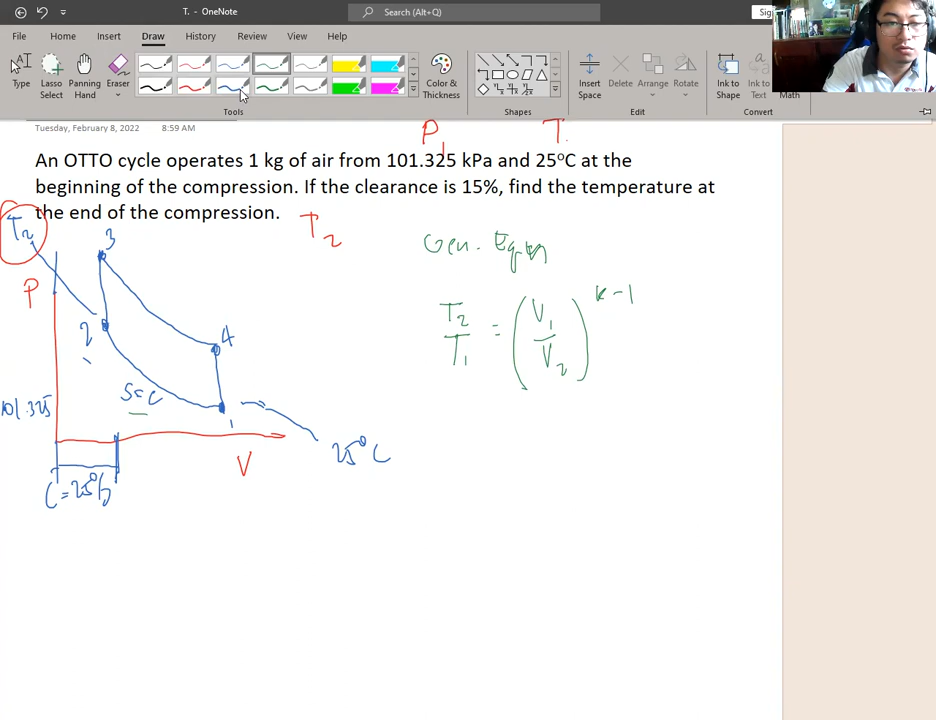 T. - OneNote
Search (Alt+Q)
File Home Insert Draw History Review View Help
Type
Lasso Select
Panning Hand
Eraser
Color & Thickness
Insert Space
Delete
Ink to Shape
Ink to Text
Math
Tools
Shapes
Edit
Convert
Tuesday, February 8, 2022 8:59 AM
P1 T.
An OTTO cycle operates 1 kg of air from 101.325 kPa and 25°C at the
beginning of the compression. If the clearance is 15%, find the temperature at
the end of the compression.
T2
T2
3
P
2
4
S=C
101.325
1
25°C
V
C=25%
Gen. Eqn
T2/T1 = (V1/V2)^k-1